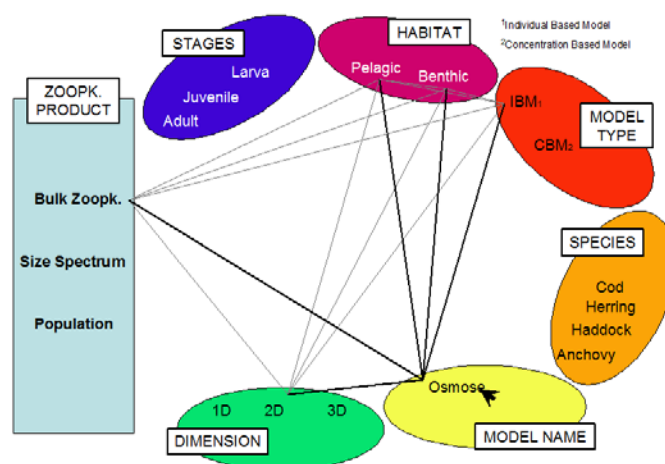 STAGES
Larva
Juvenile
Adult
HABITAT
Pelagic
Benthic
¹Individual Based Model
²Concentration Based Model
ZOOPK.
PRODUCT
Bulk Zoopk.
Size Spectrum
Population
IBM₁
MODEL
TYPE
CBM₂
SPECIES
Cod
Herring
Haddock
Anchovy
Osmose
MODEL NAME
1D
2D
3D
DIMENSION